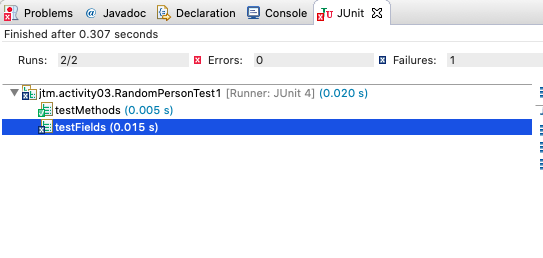 Problems @ Javadoc Declaration Console JUnit
Finished after 0.307 seconds
Runs: 2/2 Errors: 0 Failures: 1
jtm.activity03.RandomPersonTest1 [Runner: JUnit 4] (0.020 s)
testMethods (0.005 s)
testFields (0.015 s)